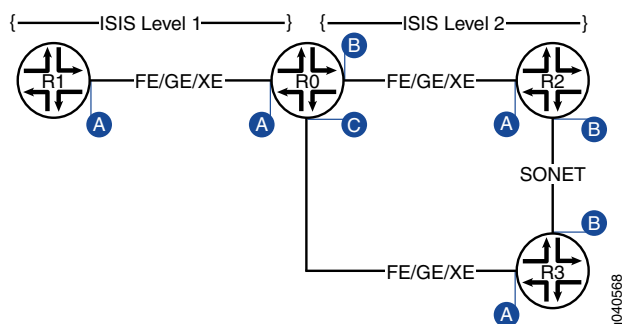 { ISIS Level 1 } { ISIS Level 2 }
B
R1 FE/GE/XE R0 FE/GE/XE R2
A A C A B
SONET
B
FE/GE/XE R3
A
g040568